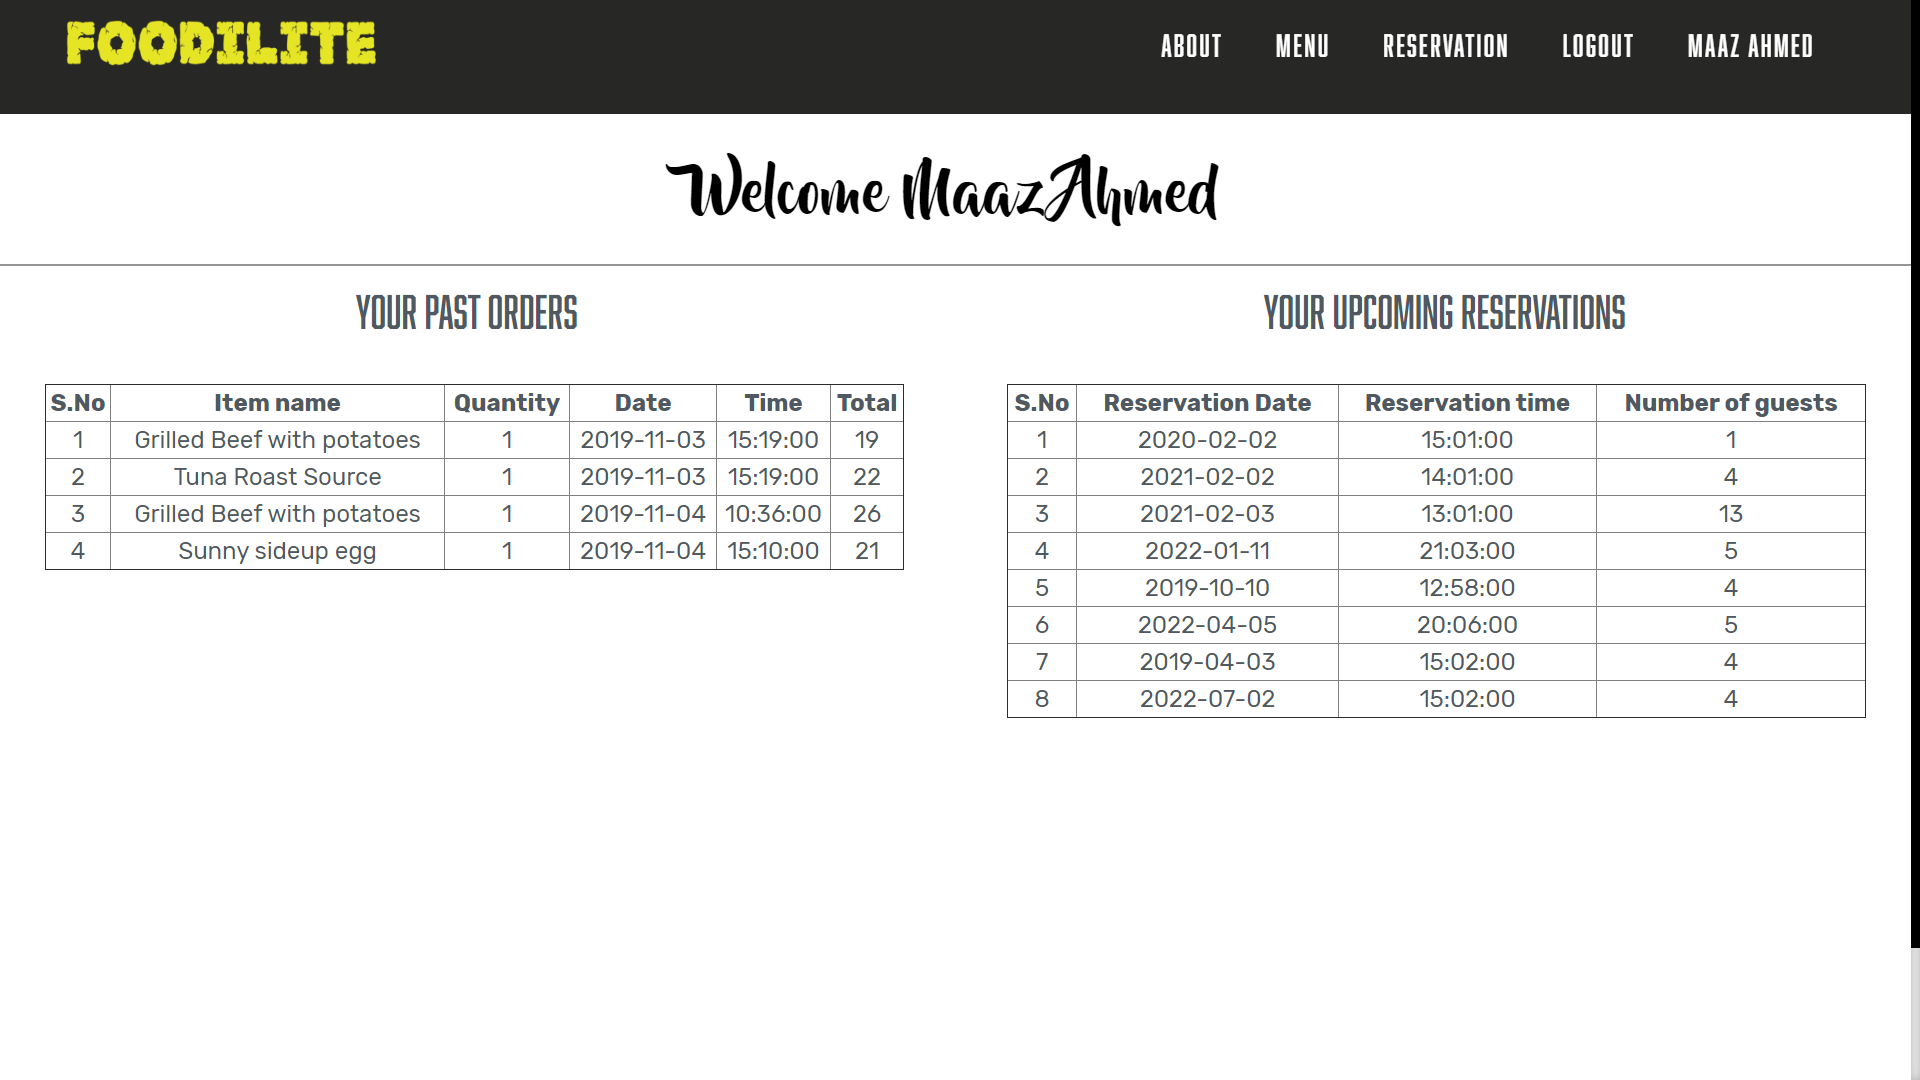 FOODILITE
ABOUT MENU RESERVATION LOGOUT MAAZ AHMED
Welcome Maaz Ahmed
YOUR PAST ORDERS
S.No Item name Quantity Date Time Total
1 Grilled Beef with potatoes 1 2019-11-03 15:19:00 19
2 Tuna Roast Source 1 2019-11-03 15:19:00 22
3 Grilled Beef with potatoes 1 2019-11-04 10:36:00 26
4 Sunny sideup egg 1 2019-11-04 15:10:00 21
YOUR UPCOMING RESERVATIONS
S.No Reservation Date Reservation time Number of guests
1 2020-02-02 15:01:00 1
2 2021-02-02 14:01:00 4
3 2021-02-03 13:01:00 13
4 2022-01-11 21:03:00 5
5 2019-10-10 12:58:00 4
6 2022-04-05 20:06:00 5
7 2019-04-03 15:02:00 4
8 2022-07-02 15:02:00 4